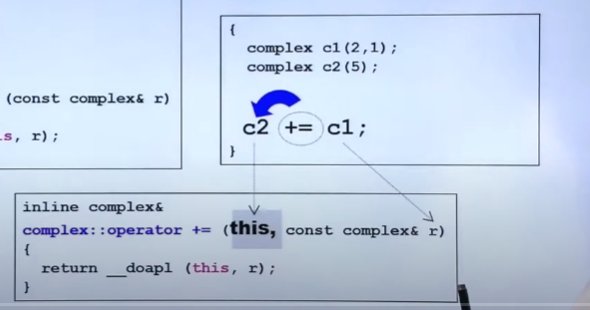 (const complex& r)
s, r);
{
complex c1(2,1);
complex c2(5);
c2 += c1;
}
inline complex&
complex::operator += (this, const complex& r)
{
return __doapl (this, r);
}